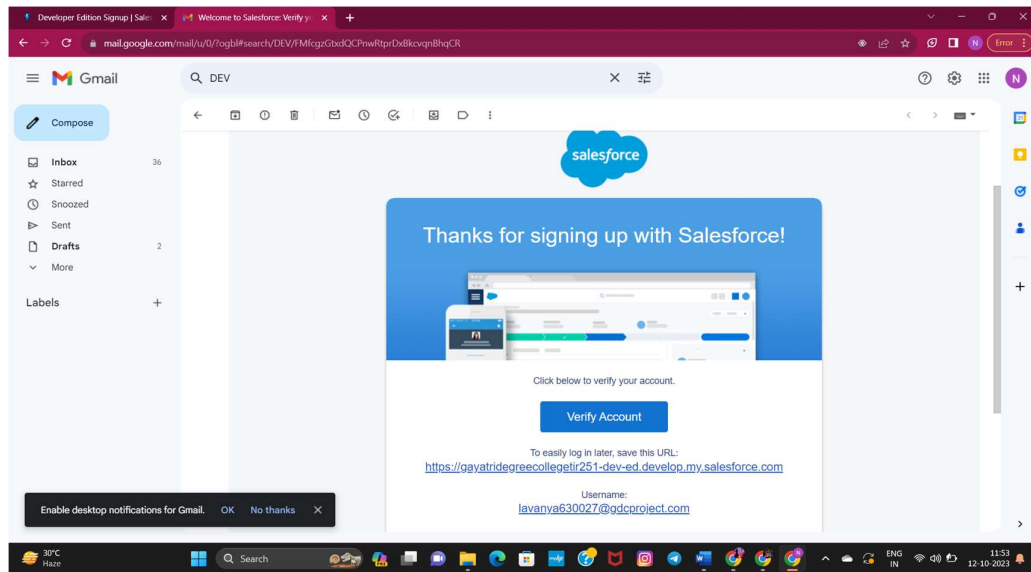 Developer Edition Signup | Sales
Welcome to Salesforce: Verify yo
mail.google.com/mail/u/0/?ogbl#search/DEV/FMfcgzGtxdQCPnwRtprDxBkcvqnBhqCR
N
Error
Gmail
DEV
N
Compose
Inbox 36
Starred
Snoozed
Sent
Drafts 2
More
Labels
salesforce
Thanks for signing up with Salesforce!
Click below to verify your account.
Verify Account
To easily log in later, save this URL:
https://gayatridegreecollegetir251-dev-ed.develop.my.salesforce.com
Username:
lavanya630027@gdcproject.com
Enable desktop notifications for Gmail. OK No thanks
30°C
Haze
Search
ENG
IN
11:53
12-10-2023